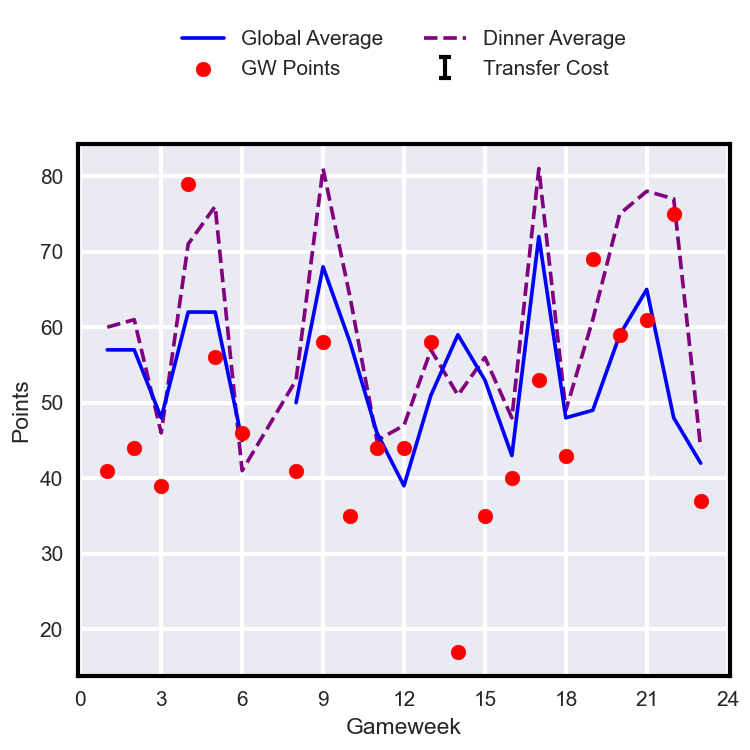 Global Average
Dinner Average
GW Points
Transfer Cost
80
70
60
50
40
30
20
Points
0 3 6 9 12 15 18 21 24
Gameweek